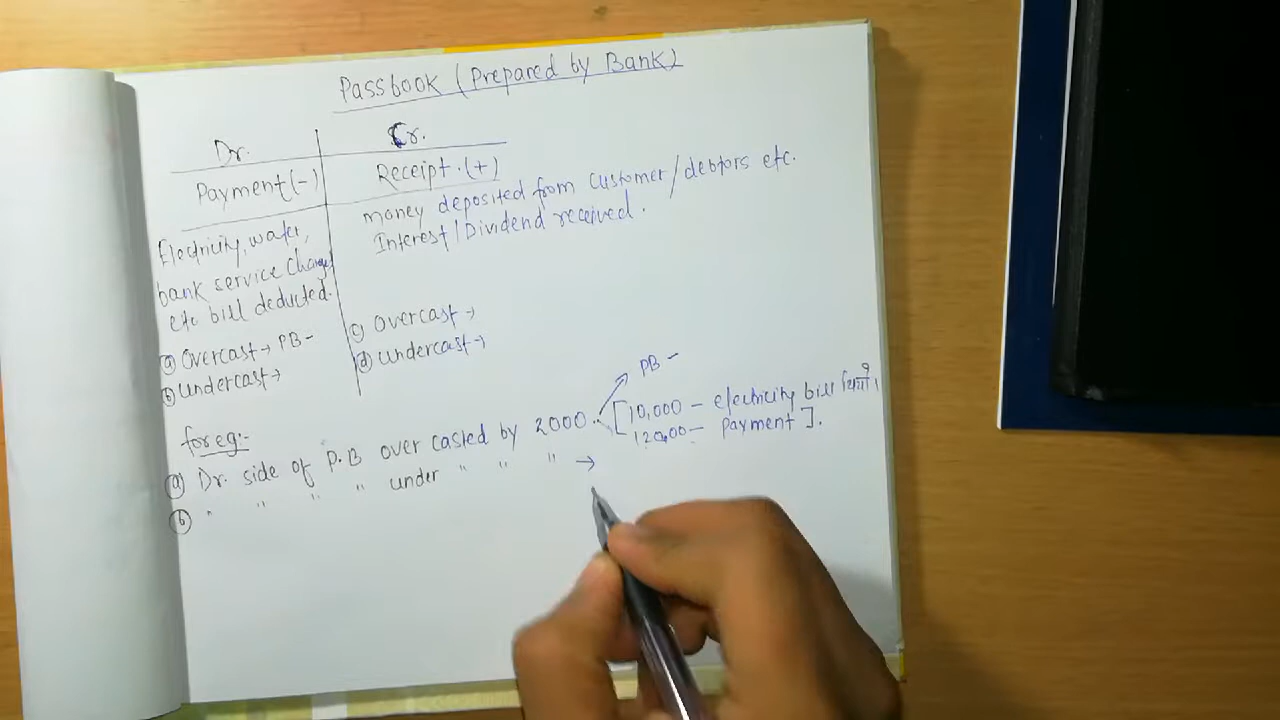 Passbook (Prepared by Bank)
Dr. Cr.
Payment (-) Receipt. (+)
Electricity, water, money deposited from customer/debtors etc.
bank service charge Interest/Dividend received.
etc bill deducted.
(a) Overcast → PB - (c) Overcast →
(b) Undercast → (d) Undercast →
PB -
for eg:-
(a) Dr. side of P.B over casted by 2000. [10,000 - electricity bill
120,00 - Payment].
(b) " " " " under " " " →